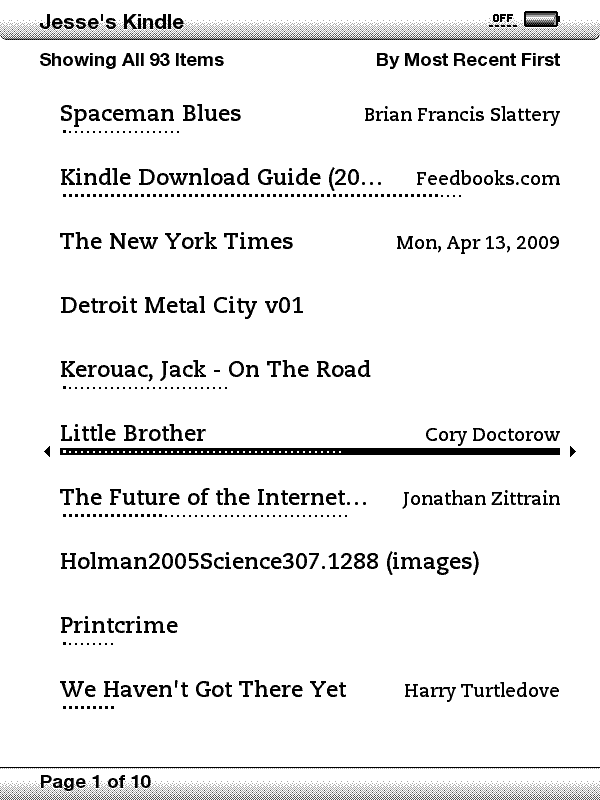 Jesse's Kindle OFF
Showing All 93 Items By Most Recent First
Spaceman Blues Brian Francis Slattery
Kindle Download Guide (20... Feedbooks.com
The New York Times Mon, Apr 13, 2009
Detroit Metal City v01
Kerouac, Jack - On The Road
Little Brother Cory Doctorow
The Future of the Internet... Jonathan Zittrain
Holman2005Science307.1288 (images)
Printcrime
We Haven't Got There Yet Harry Turtledove
Page 1 of 10